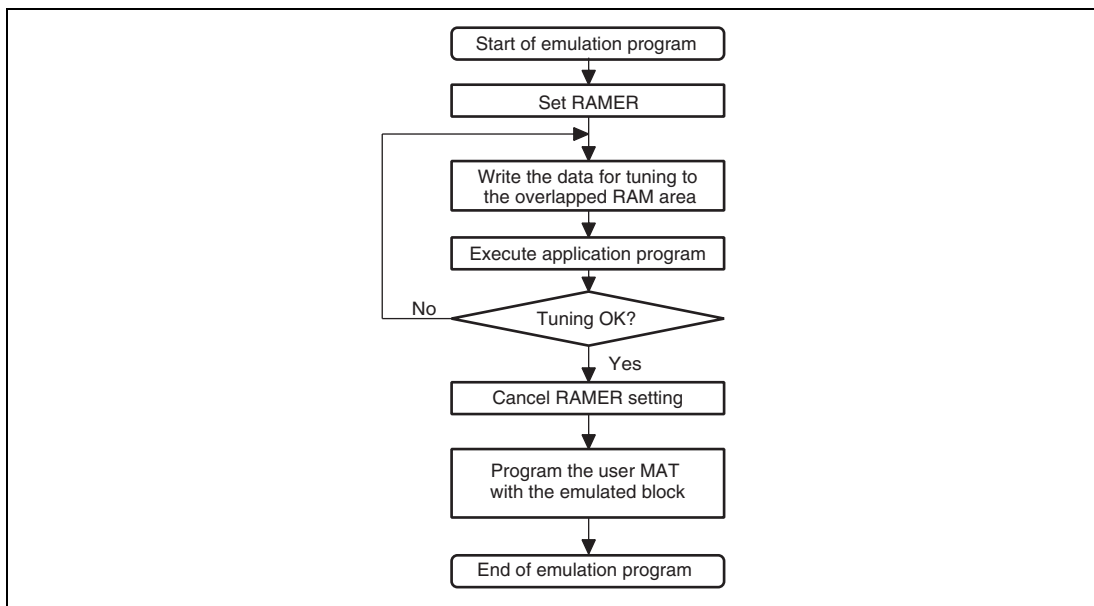 Start of emulation program
Set RAMER
Write the data for tuning to
the overlapped RAM area
Execute application program
No
Tuning OK?
Yes
Cancel RAMER setting
Program the user MAT
with the emulated block
End of emulation program